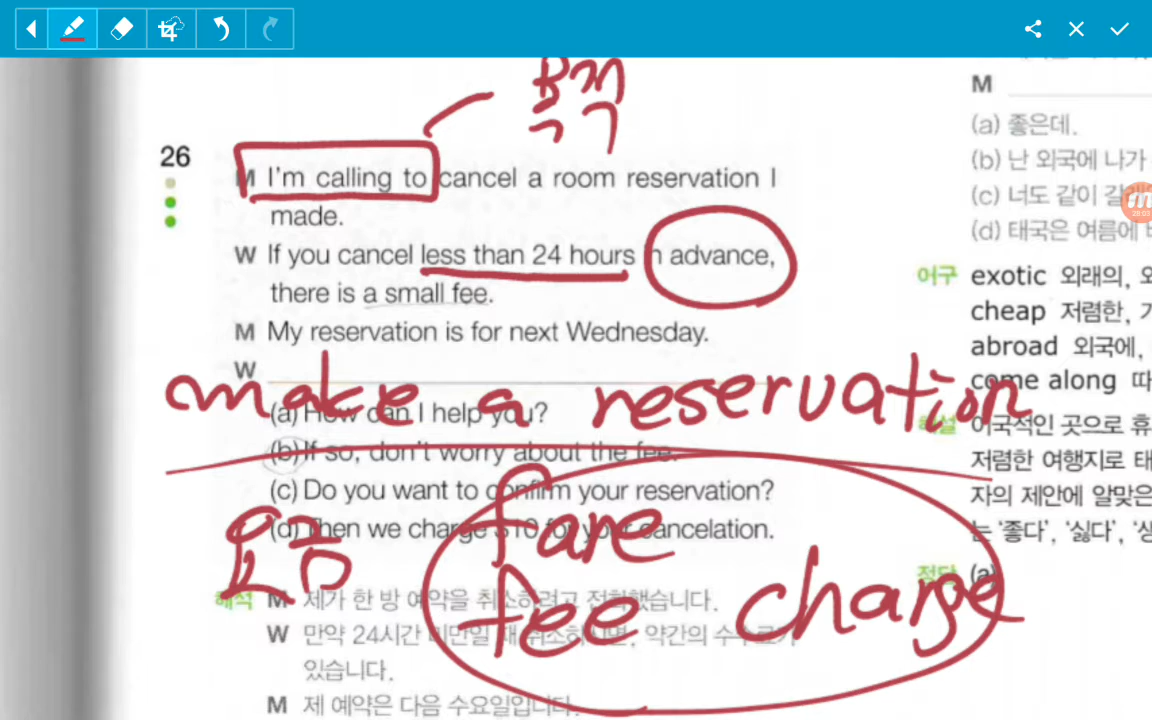 목적
26
M I'm calling to cancel a room reservation I
made.
W If you cancel less than 24 hours in advance,
there is a small fee.
M My reservation is for next Wednesday.
W
make a reservation
(a) How can I help you?
(b) If so, don't worry about the fee.
(c) Do you want to confirm your reservation?
(d) Then we charge $10 for your cancelation.
요금
fare
fee charge
해석 M 제가 한 방 예약을 취소하려고 전화했습니다.
W 만약 24시간 미만일 때 취소하시면, 약간의 수수료가
있습니다.
M 제 예약은 다음 수요일입니다.
M
(a) 좋은데.
(b) 난 외국에 나가
(c) 너도 같이
(d) 태국은 여름에
어구 exotic 외래의,
cheap 저렴한,
abroad 외국에,
come along
해설 이국적인 곳으로 휴
저렴한 여행지로 태
자의 제안에 알맞은
는 '좋다', '싫다',
정답 (a)